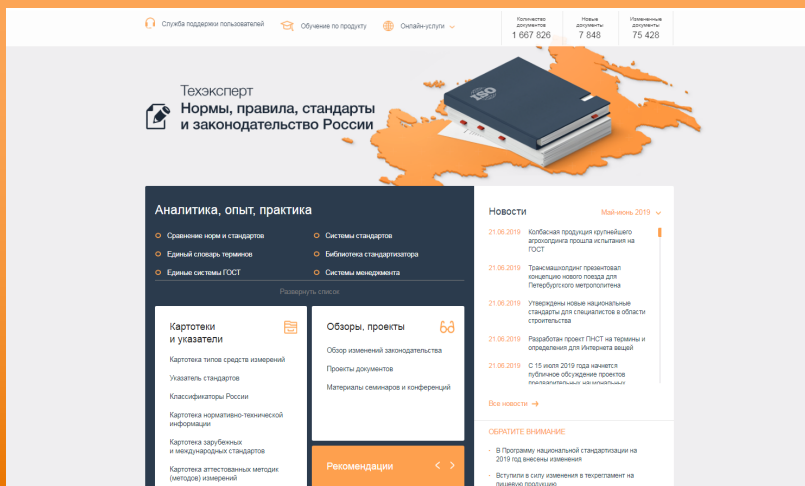 Служба поддержки пользователей
Обучение по продукту
Онлайн-услуги
Количество
документов
1 667 826
Новые
документы
7 848
Измененные
документы
75 428
ISO
Техэксперт
Нормы, правила, стандарты
и законодательство России
Аналитика, опыт, практика
Сравнение норм и стандартов
Системы стандартов
Единый словарь терминов
Библиотека стандартизатора
Единые системы ГОСТ
Системы менеджмента
Развернуть список
Картотеки
и указатели
Картотека типов средств измерений
Указатель стандартов
Классификаторы России
Картотека нормативно-технической
информации
Картотека зарубежных
и международных стандартов
Картотека аттестованных методик
(методов) измерений
Обзоры, проекты
Обзор изменений законодательства
Проекты документов
Материалы семинаров и конференций
Рекомендации
Новости
Май-июнь 2019
21.06.2019 Колбасная продукция крупнейшего
агрохолдинга прошла испытания на
ГОСТ
21.06.2019 Трансмашхолдинг презентовал
концепцию нового поезда для
Петербургского метрополитена
21.06.2019 Утверждены новые национальные
стандарты для специалистов в области
строительства
21.06.2019 Разработан проект ПНСТ на термины и
определения для Интернета вещей
21.06.2019 С 15 июля 2019 года начнется
публичное обсуждение проектов
предварительных национальных
Все новости →
ОБРАТИТЕ ВНИМАНИЕ
- В Программу национальной стандартизации на
2019 год внесены изменения
- Вступили в силу изменения в техрегламент на
пищевую продукцию